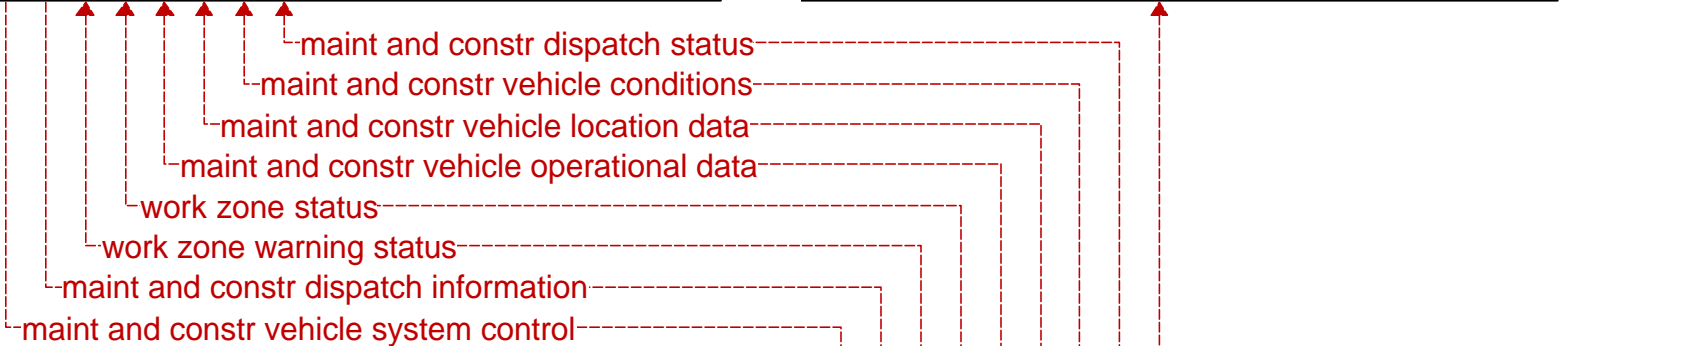 maint and constr dispatch status
maint and constr vehicle conditions
maint and constr vehicle location data
maint and constr vehicle operational data
work zone status
work zone warning status
maint and constr dispatch information
maint and constr vehicle system control